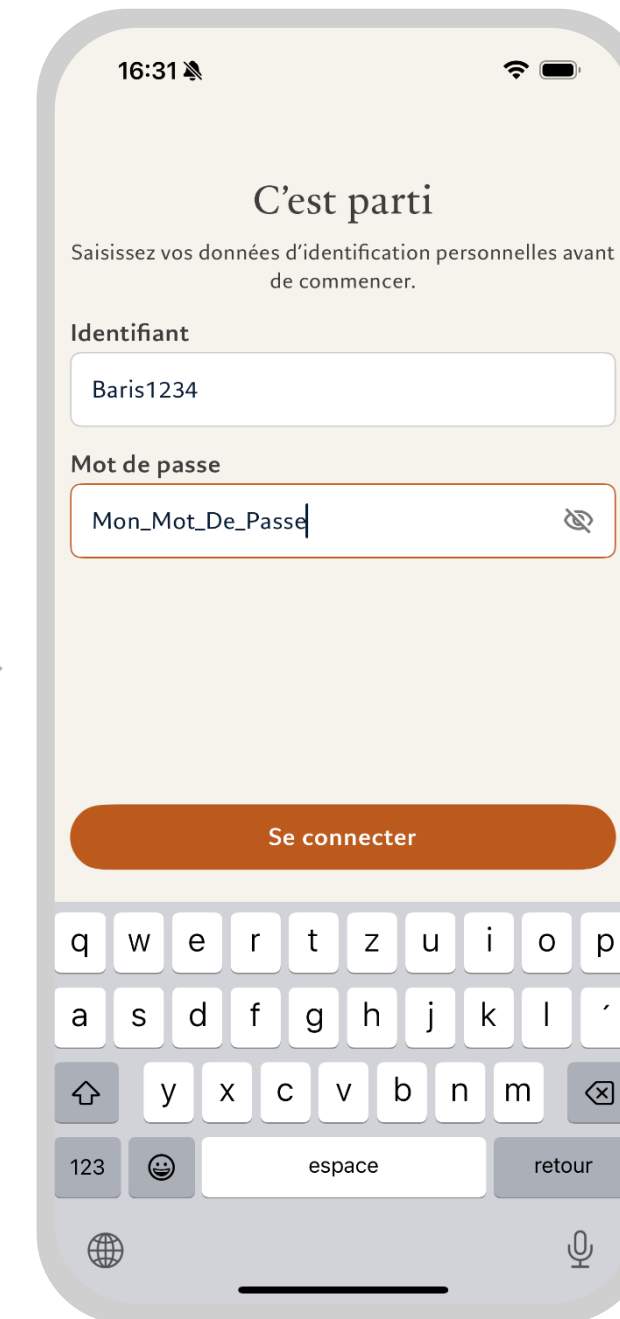 16:31
C’est parti
Saisissez vos données d’identification personnelles avant
de commencer.
Identifiant
Baris1234
Mot de passe
Mon_Mot_De_Passe
Se connecter
q w e r t z u i o p
a s d f g h j k l ´
y x c v b n m
123 espace retour